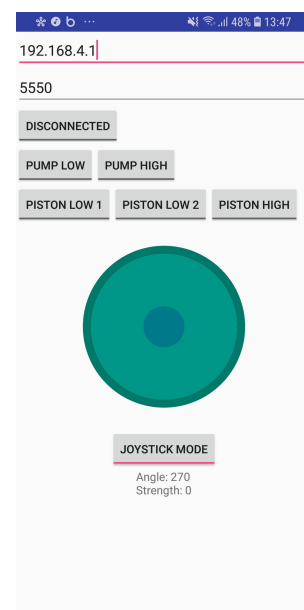 48% 13:47
192.168.4.1
5550
DISCONNECTED
PUMP LOW PUMP HIGH
PISTON LOW 1 PISTON LOW 2 PISTON HIGH
JOYSTICK MODE
Angle: 270
Strength: 0